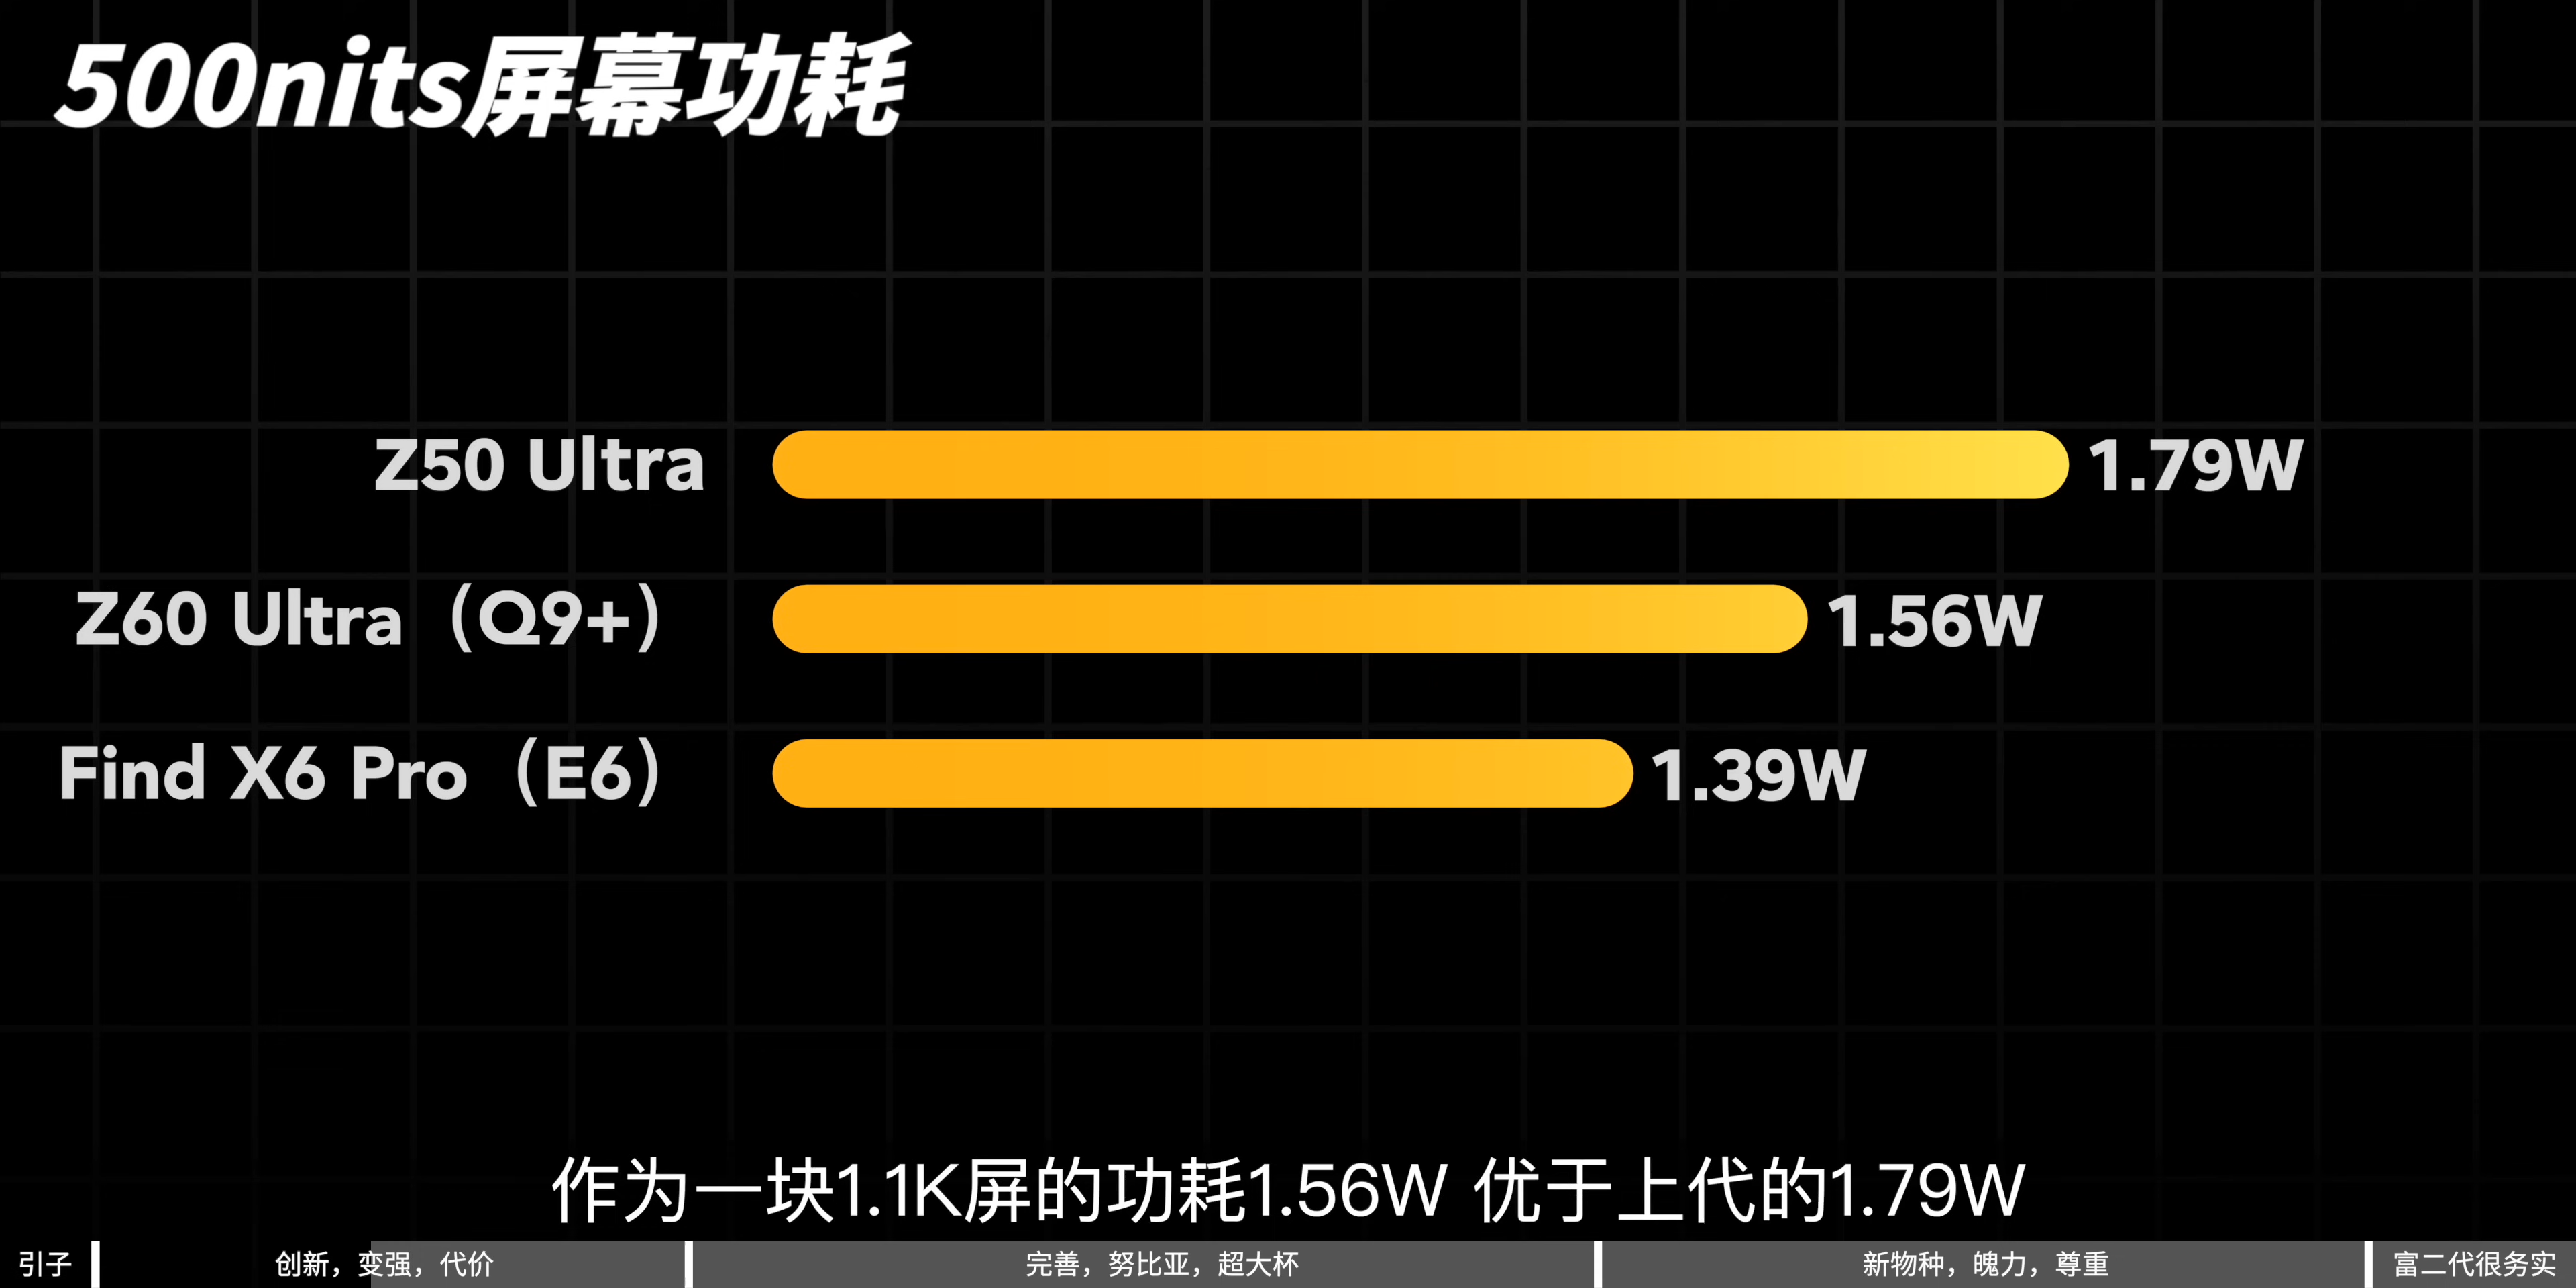 500nits屏幕功耗
Z50 Ultra 1.79W
Z60 Ultra（Q9+） 1.56W
Find X6 Pro（E6） 1.39W
作为一块1.1K屏的功耗1.56W 优于上代的1.79W
引子 创新，变强，代价 完善，努比亚，超大杯 新物种，魄力，尊重 富二代很务实